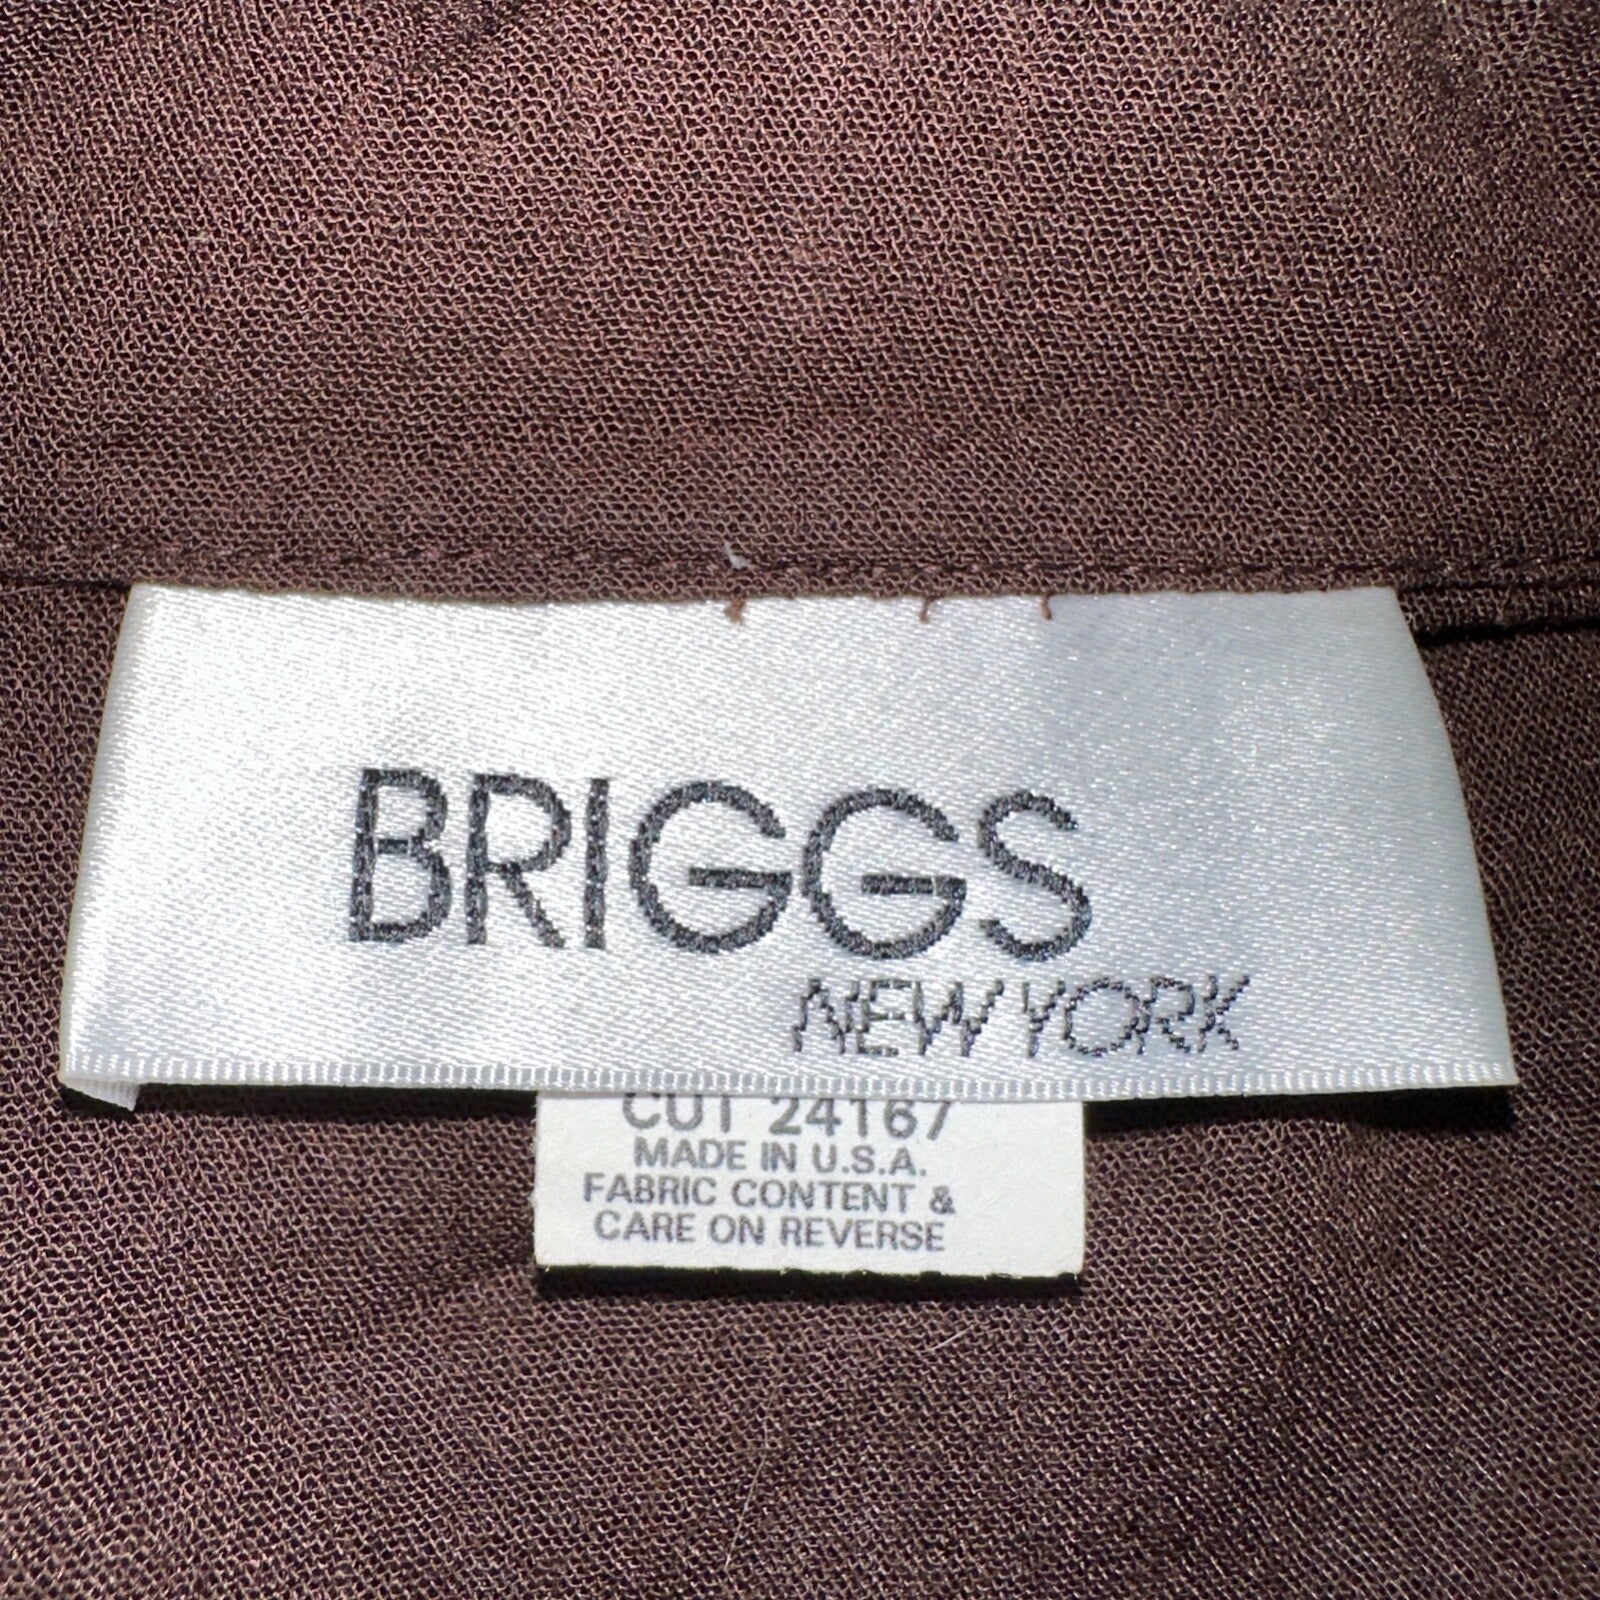 BRIGGS
NEW YORK
CUT 24167
MADE IN U.S.A.
FABRIC CONTENT &
CARE ON REVERSE